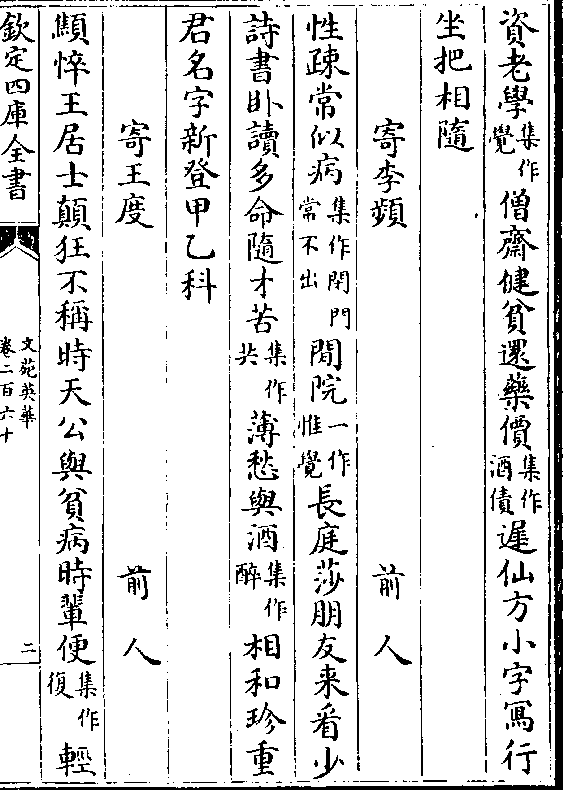 資老學集作覺僧齋健貧還藥價集作酒債遲仙方小字寫行
坐把相隨
寄李頻　前人
性疎常似病集作閉門常不出閒院一作惟覺長庭莎朋友来看少
詩書卧讀多命隨才苦集作共薄愁與酒集作醉相和珍重
君名字新登甲乙科
寄王度　前人
顦悴王居士顛狂不稱時天公與貧病時輩便集作復輕
欽定四庫全書
文苑英華
卷二百六十
二